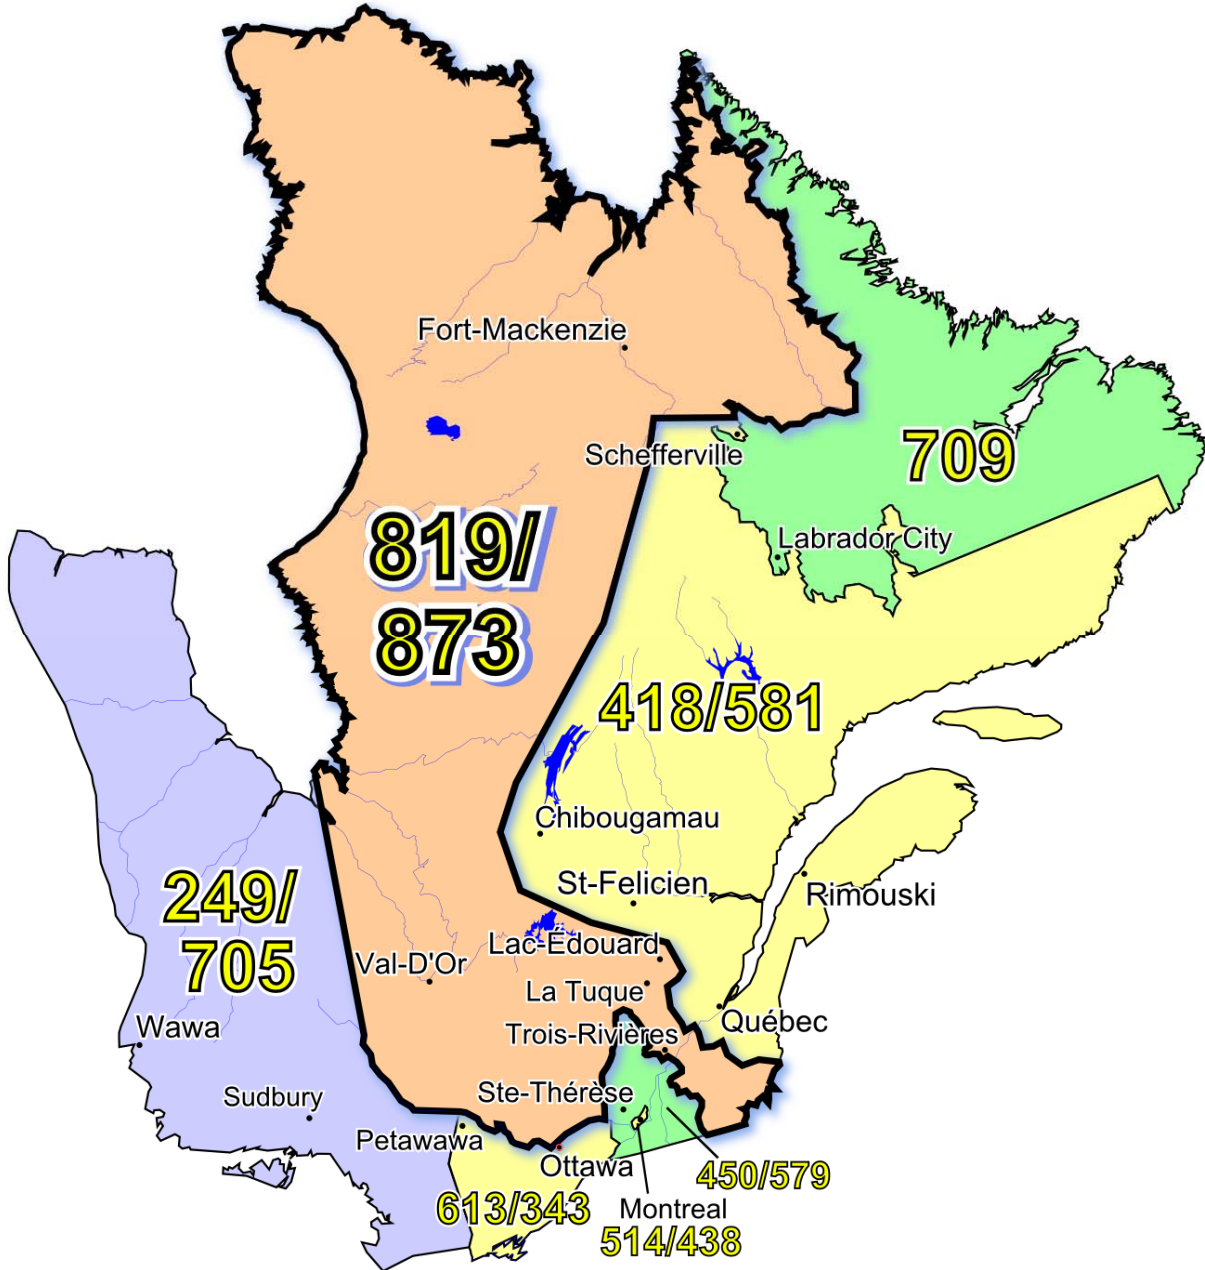 Fort-Mackenzie
Schefferville
709
819/
873
Labrador City
418/581
Chibougamau
St-Felicien
249/
705
Rimouski
Lac-Édouard
Val-D'Or
La Tuque
Québec
Wawa
Trois-Rivières
Ste-Thérèse
Sudbury
Petawawa
Ottawa
450/579
613/343
Montreal
514/438